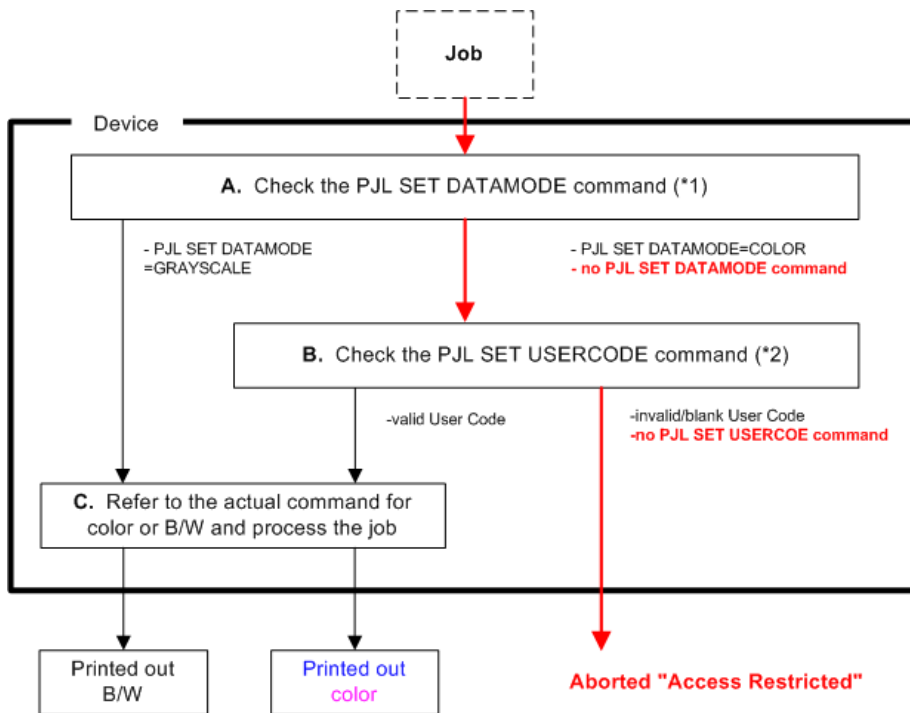 Job
Device
A. Check the PJL SET DATAMODE command (*1)
- PJL SET DATAMODE
=GRAYSCALE
- PJL SET DATAMODE=COLOR
- no PJL SET DATAMODE command
B. Check the PJL SET USERCODE command (*2)
-valid User Code
-invalid/blank User Code
-no PJL SET USERCOE command
C. Refer to the actual command for
color or B/W and process the job
Printed out
B/W
Printed out
color
Aborted "Access Restricted"